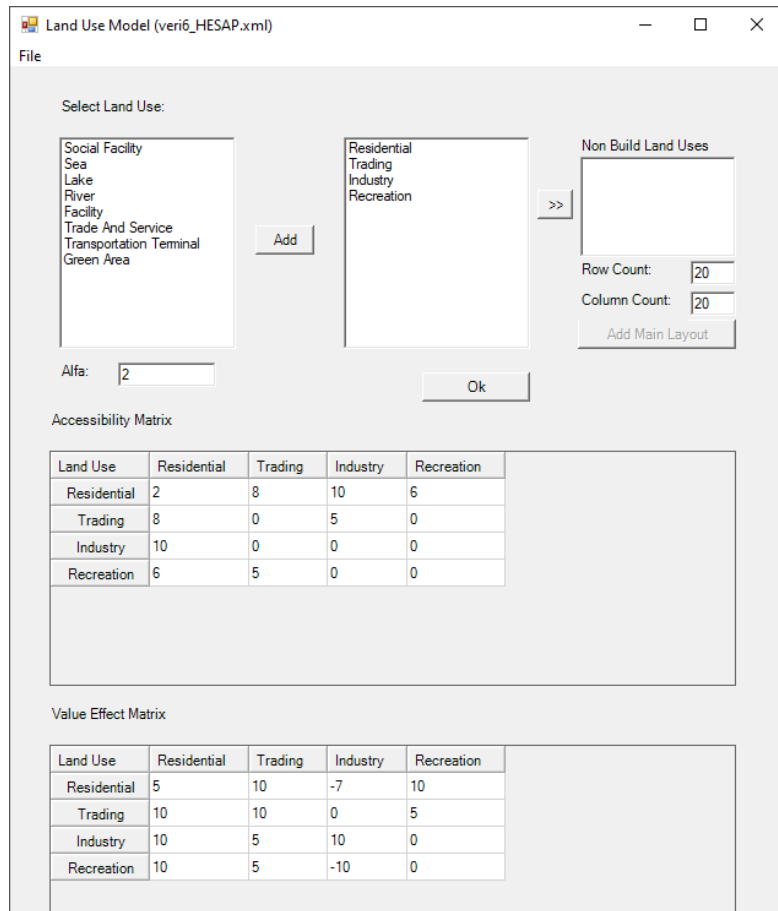 Land Use Model (veri6_HESAP.xml)
File
Select Land Use:
Social Facility
Sea
Lake
River
Facility
Trade And Service
Transportation Terminal
Green Area
Add
Residential
Trading
Industry
Recreation
>>
Non Build Land Uses
Row Count: 20
Column Count: 20
Add Main Layout
Alfa: 2
Ok
Accessibility Matrix
Land Use Residential Trading Industry Recreation
Residential 2 8 10 6
Trading 8 0 5 0
Industry 10 0 0 0
Recreation 6 5 0 0
Value Effect Matrix
Land Use Residential Trading Industry Recreation
Residential 5 10 -7 10
Trading 10 10 0 5
Industry 10 5 10 0
Recreation 10 5 -10 0